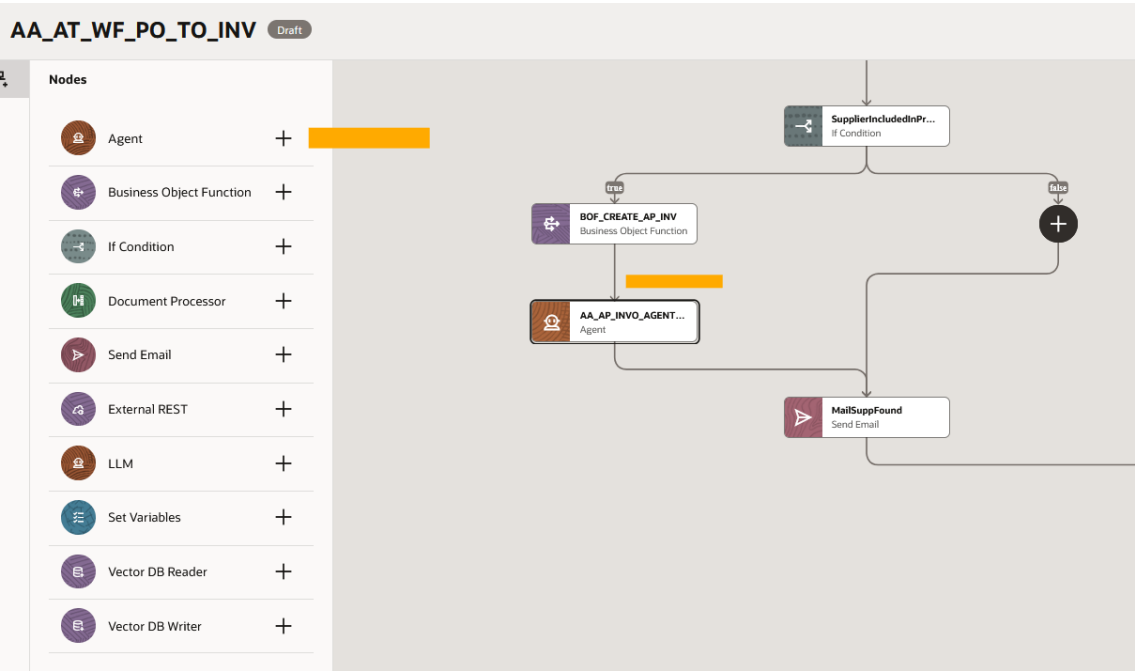 AA_AT_WF_PO_TO_INV Draft
Nodes
Agent
Business Object Function
If Condition
Document Processor
Send Email
External REST
LLM
Set Variables
Vector DB Reader
Vector DB Writer
SupplierIncludedInPr...
If Condition
true
false
BOF_CREATE_AP_INV
Business Object Function
AA_AP_INVO_AGENT...
Agent
MailSuppFound
Send Email